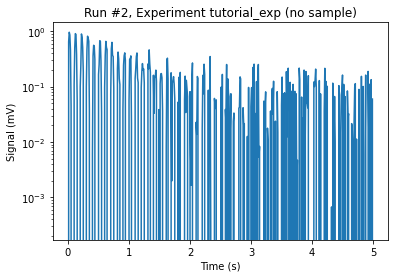 Run #2, Experiment tutorial_exp (no sample)
10⁰
10⁻¹
10⁻²
10⁻³
Signal (mV)
0 1 2 3 4 5
Time (s)